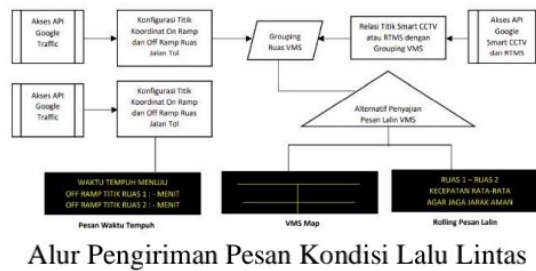 Akses API
Google
Traffic
Konfigurasi Titik
Koordinat On Ramp
dan Off Ramp Ruas
Jalan Tol
Grouping
Ruas VMS
Relasi Titik Smart CCTV
atau RTMS dengan
Grouping VMS
Akses API
Google
Smart CCTV
dan RTMS
Akses API
Google
Traffic
Konfigurasi Titik
Koordinat On Ramp
dan Off Ramp Ruas
Jalan Tol
Alternatif Penyajian
Pesan Lalin VMS
WAKTU TEMPUH MENUJU
OFF RAMP TITIK RUAS 1 : - MENIT
OFF RAMP TITIK RUAS 2 : - MENIT
RUAS 1 – RUAS 2
KECEPATAN RATA-RATA
AGAR JAGA JARAK AMAN
Pesan Waktu Tempuh
VMS Map
Rolling Pesan Lalin
Alur Pengiriman Pesan Kondisi Lalu Lintas